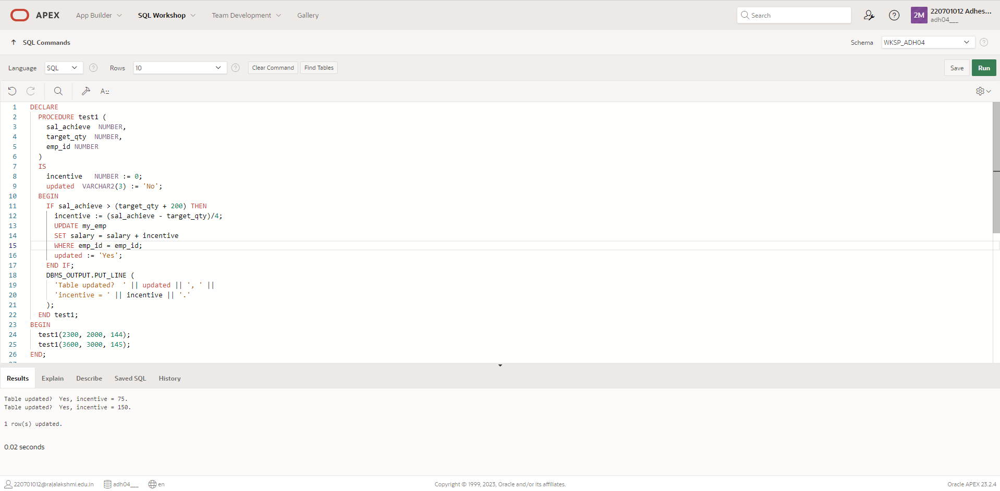 APEX App Builder SQL Workshop Team Development Gallery Search 2M 220701012 Adhes...
adh04___
SQL Commands Schema WKSP_ADH04
Language SQL Rows 10 Clear Command Find Tables Save Run
A
1 DECLARE
2 PROCEDURE test1 (
3 sal_achieve NUMBER,
4 target_qty NUMBER,
5 emp_id NUMBER
6 )
7 IS
8 incentive NUMBER := 0;
9 updated VARCHAR2(3) := 'No';
10 BEGIN
11 IF sal_achieve > (target_qty + 200) THEN
12 incentive := (sal_achieve - target_qty)/4;
13 UPDATE my_emp
14 SET salary = salary + incentive
15 WHERE emp_id = emp_id;
16 updated := 'Yes';
17 END IF;
18 DBMS_OUTPUT.PUT_LINE (
19 'Table updated?  ' || updated || ', ' ||
20 'incentive = ' || incentive || '.'
21 );
22 END test1;
23 BEGIN
24 test1(2300, 2000, 144);
25 test1(3600, 3000, 145);
26 END;
Results Explain Describe Saved SQL History
Table updated?  Yes, incentive = 75.
Table updated?  Yes, incentive = 150.
1 row(s) updated.
0.02 seconds
220701012@rajalakshmi.edu.in adh04___ en Copyright © 1999, 2023, Oracle and/or its affiliates. Oracle APEX 23.2.4